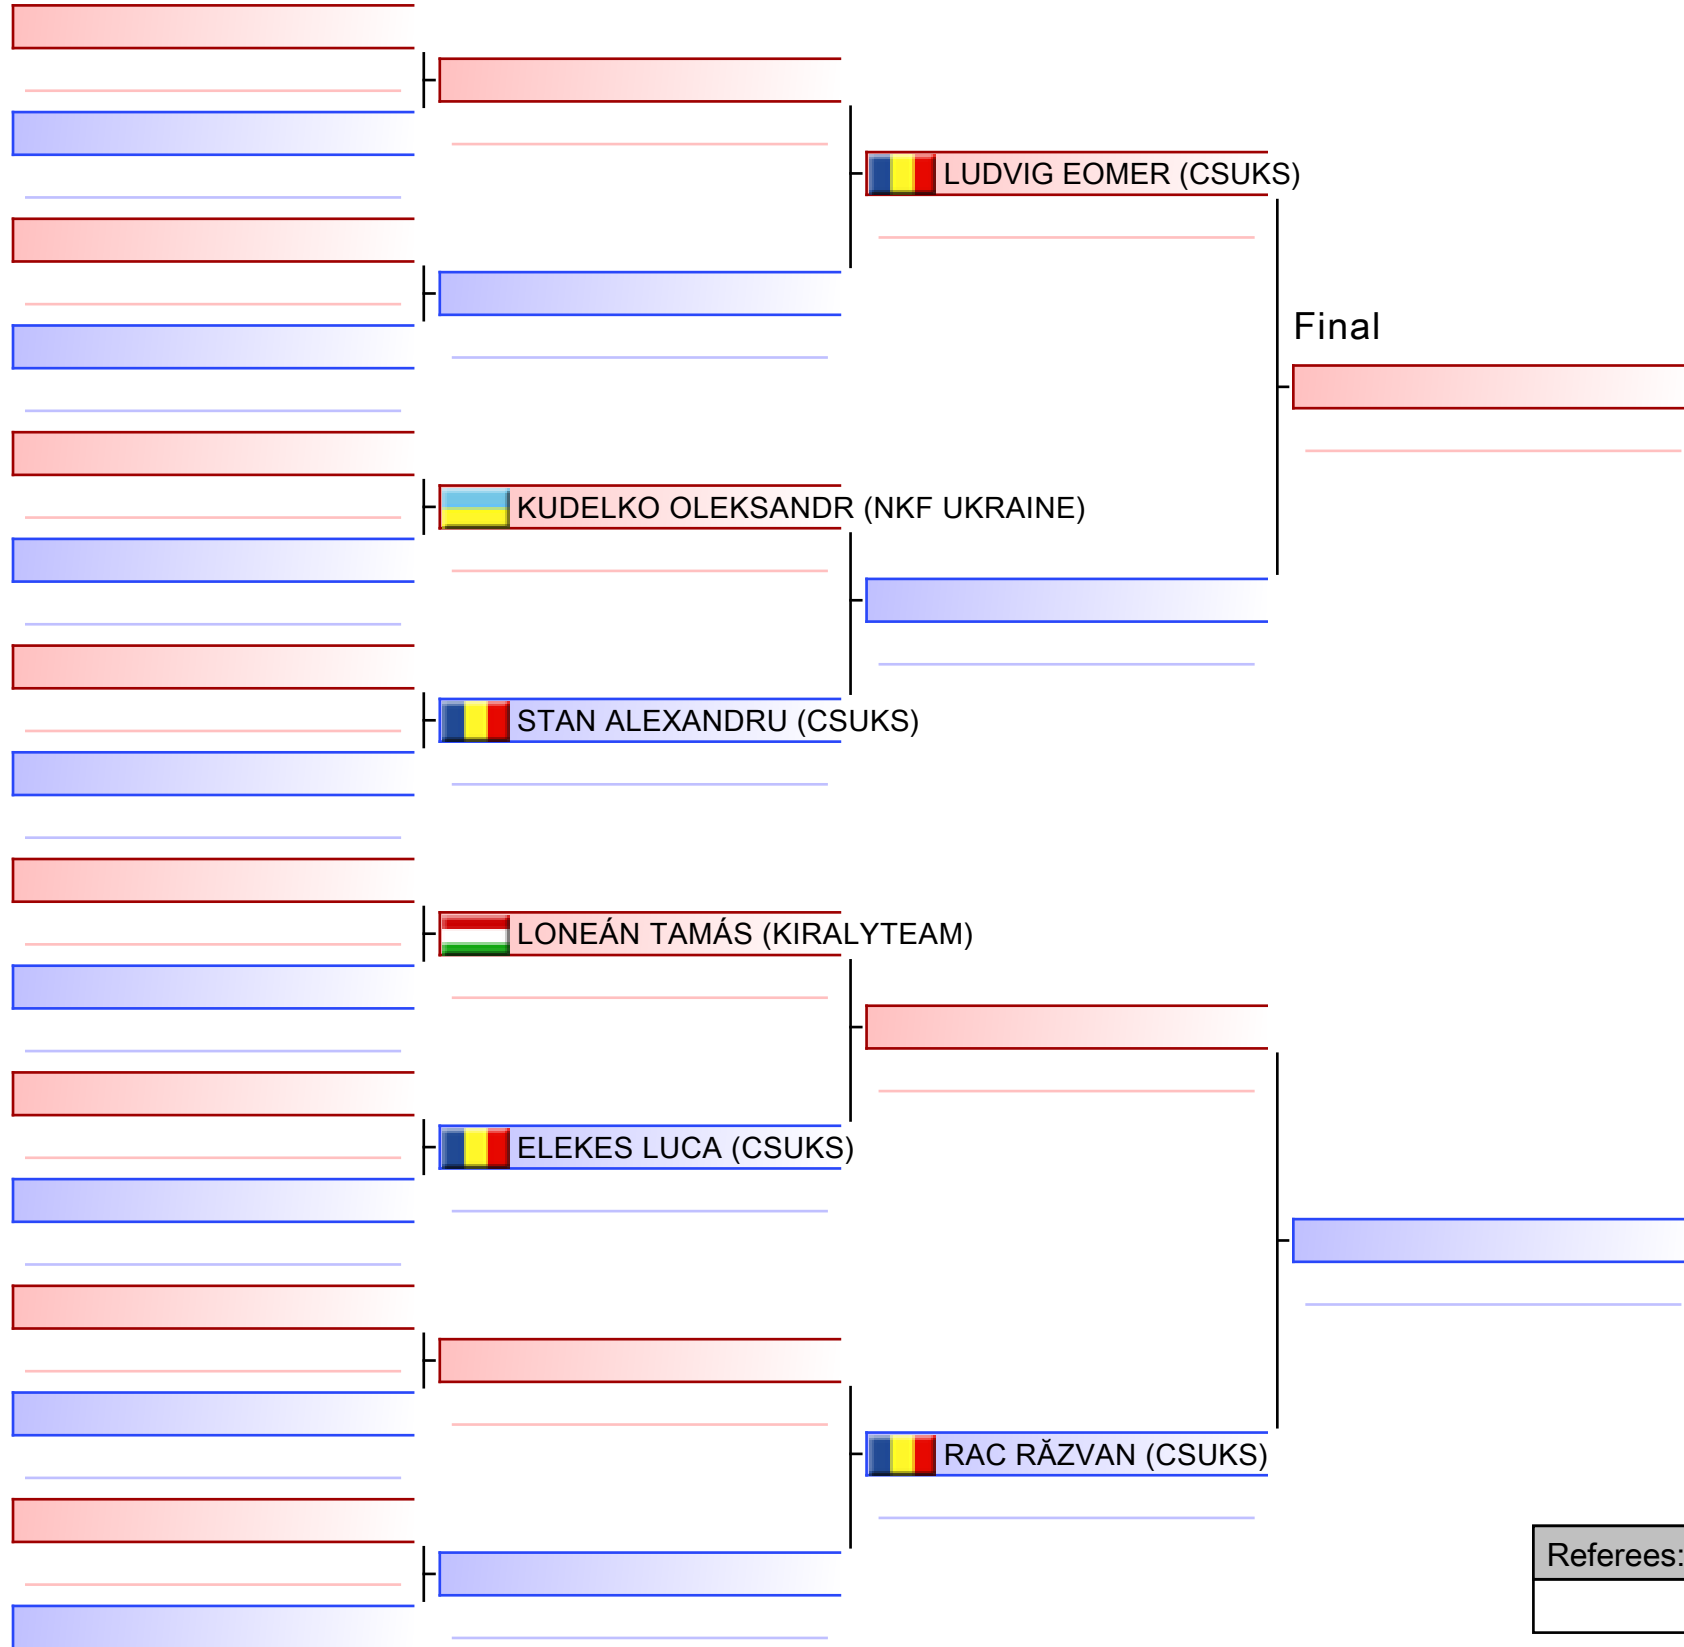 LUDVIG EOMER (CSUKS)
Final
KUDELKO OLEKSANDR (NKF UKRAINE)
STAN ALEXANDRU (CSUKS)
LONEÁN TAMÁS (KIRALYTEAM)
ELEKES LUCA (CSUKS)
RAC RĂZVAN (CSUKS)
Referees: